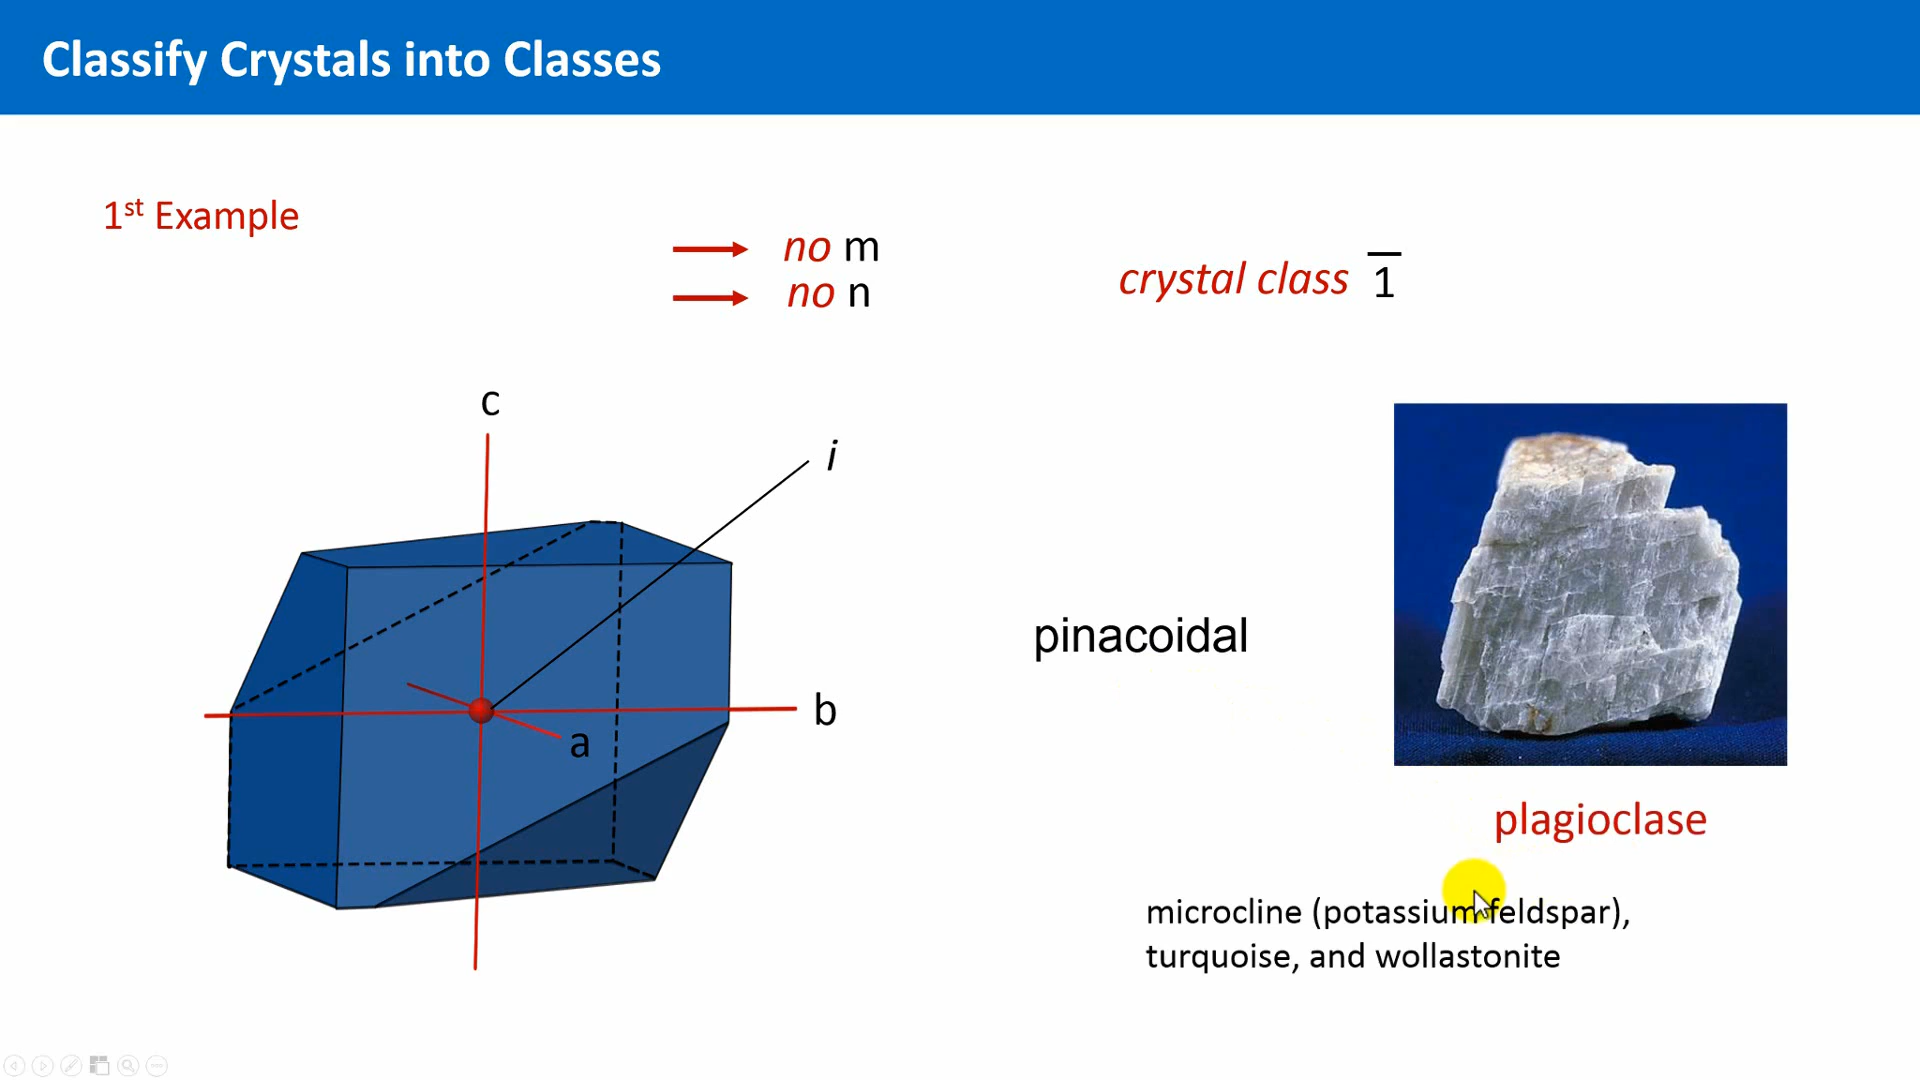 Classify Crystals into Classes
1st Example
no m
no n
crystal class 1̅
c
i
b
a
pinacoidal
plagioclase
microcline (potassium feldspar),
turquoise, and wollastonite